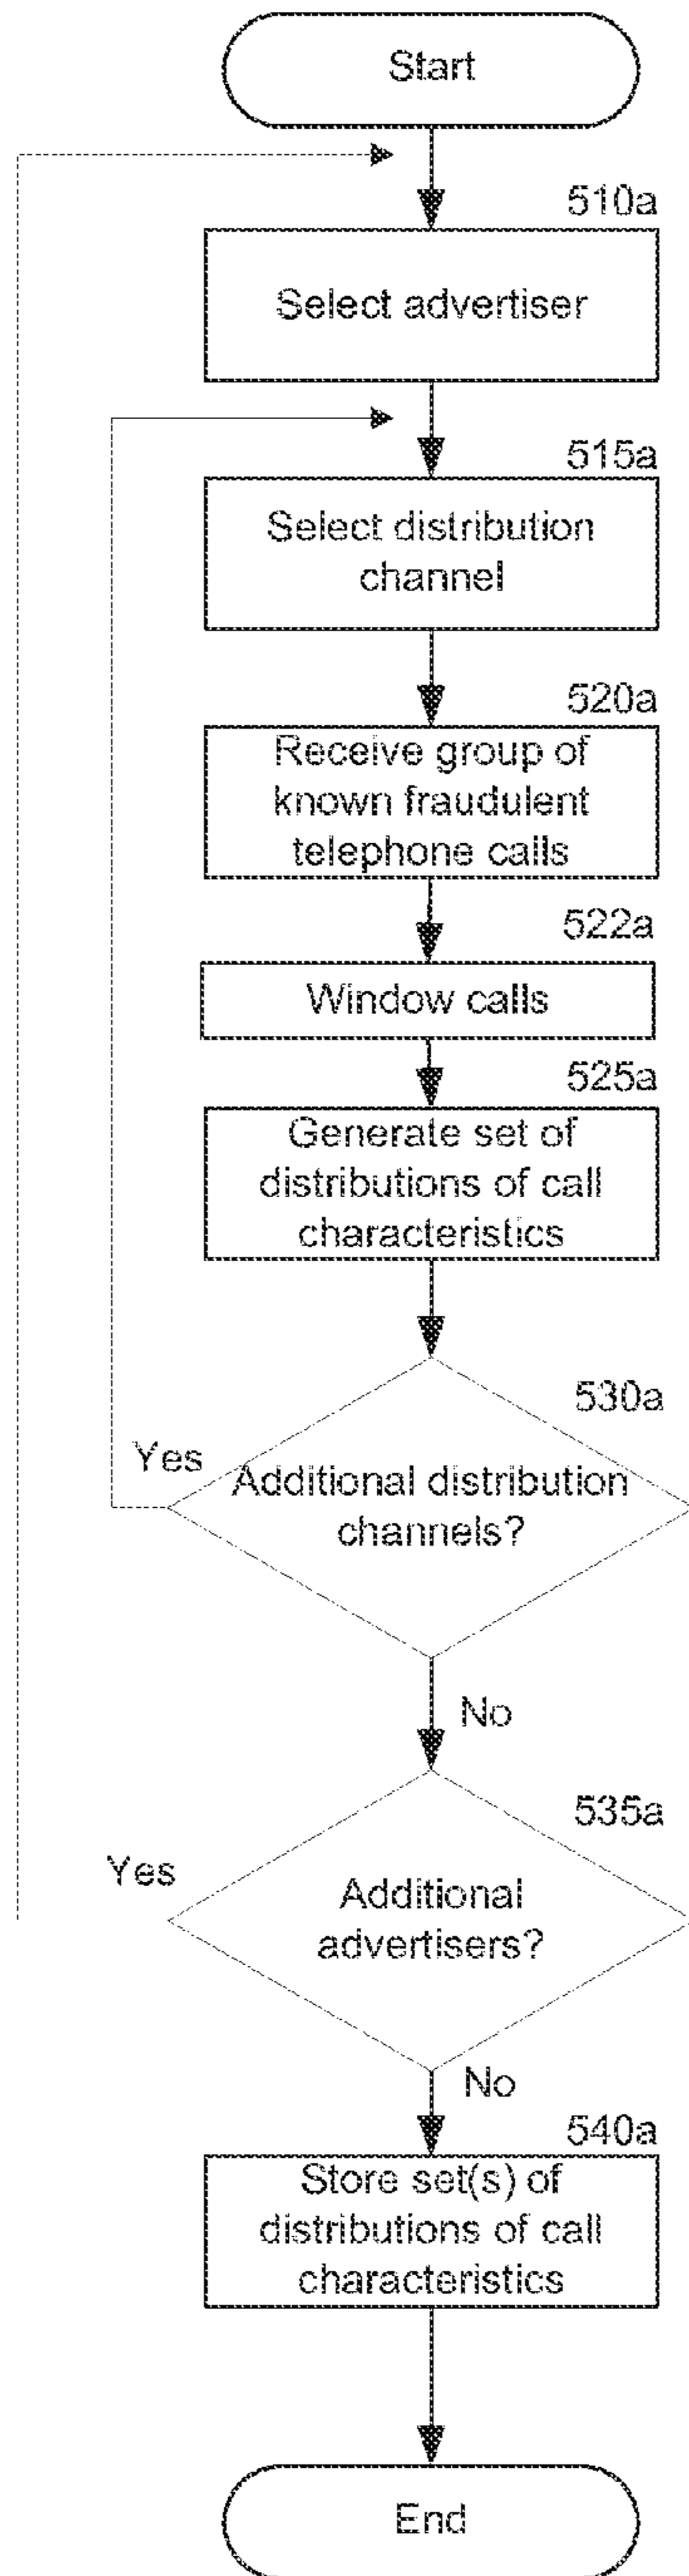 Start
510a
Select advertiser
515a
Select distribution
channel
520a
Receive group of
known fraudulent
telephone calls
522a
Window calls
525a
Generate set of
distributions of call
characteristics
530a
Yes
Additional distribution
channels?
No
535a
Yes
Additional
advertisers?
No
540a
Store set(s) of
distributions of call
characteristics
End